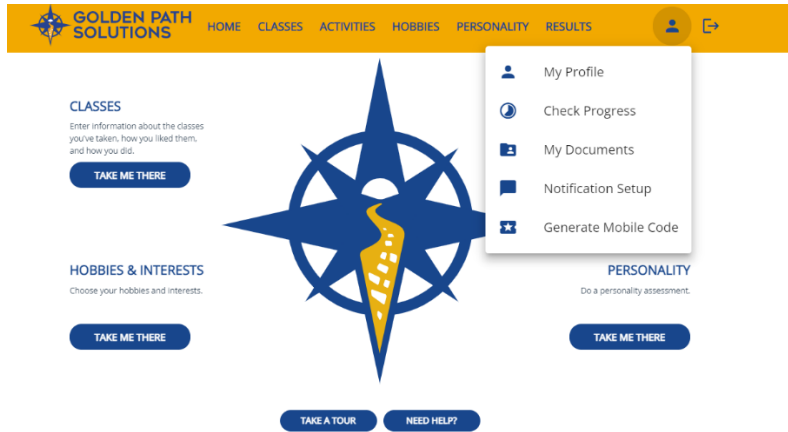 GOLDEN PATH
SOLUTIONS
HOME CLASSES ACTIVITIES HOBBIES PERSONALITY RESULTS
My Profile
Check Progress
My Documents
Notification Setup
Generate Mobile Code
CLASSES
Enter information about the classes
you've taken, how you liked them,
and how you did.
TAKE ME THERE
HOBBIES & INTERESTS
Choose your hobbies and interests.
TAKE ME THERE
PERSONALITY
Do a personality assessment.
TAKE ME THERE
TAKE A TOUR NEED HELP?